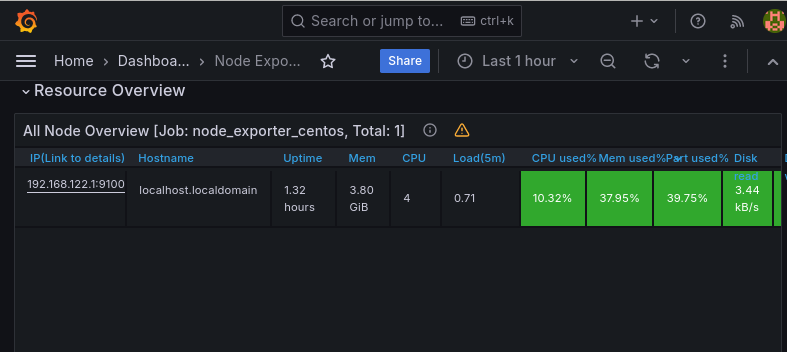 Search or jump to... ctrl+k
Home Dashboa... Node Expo... Share Last 1 hour
Resource Overview
All Node Overview [Job: node_exporter_centos, Total: 1]
IP(Link to details) Hostname Uptime Mem CPU Load(5m) CPU used% Mem used% Part used% Disk read
192.168.122.1:9100 localhost.localdomain 1.32 hours 3.80 GiB 4 0.71 10.32% 37.95% 39.75% 3.44 kB/s